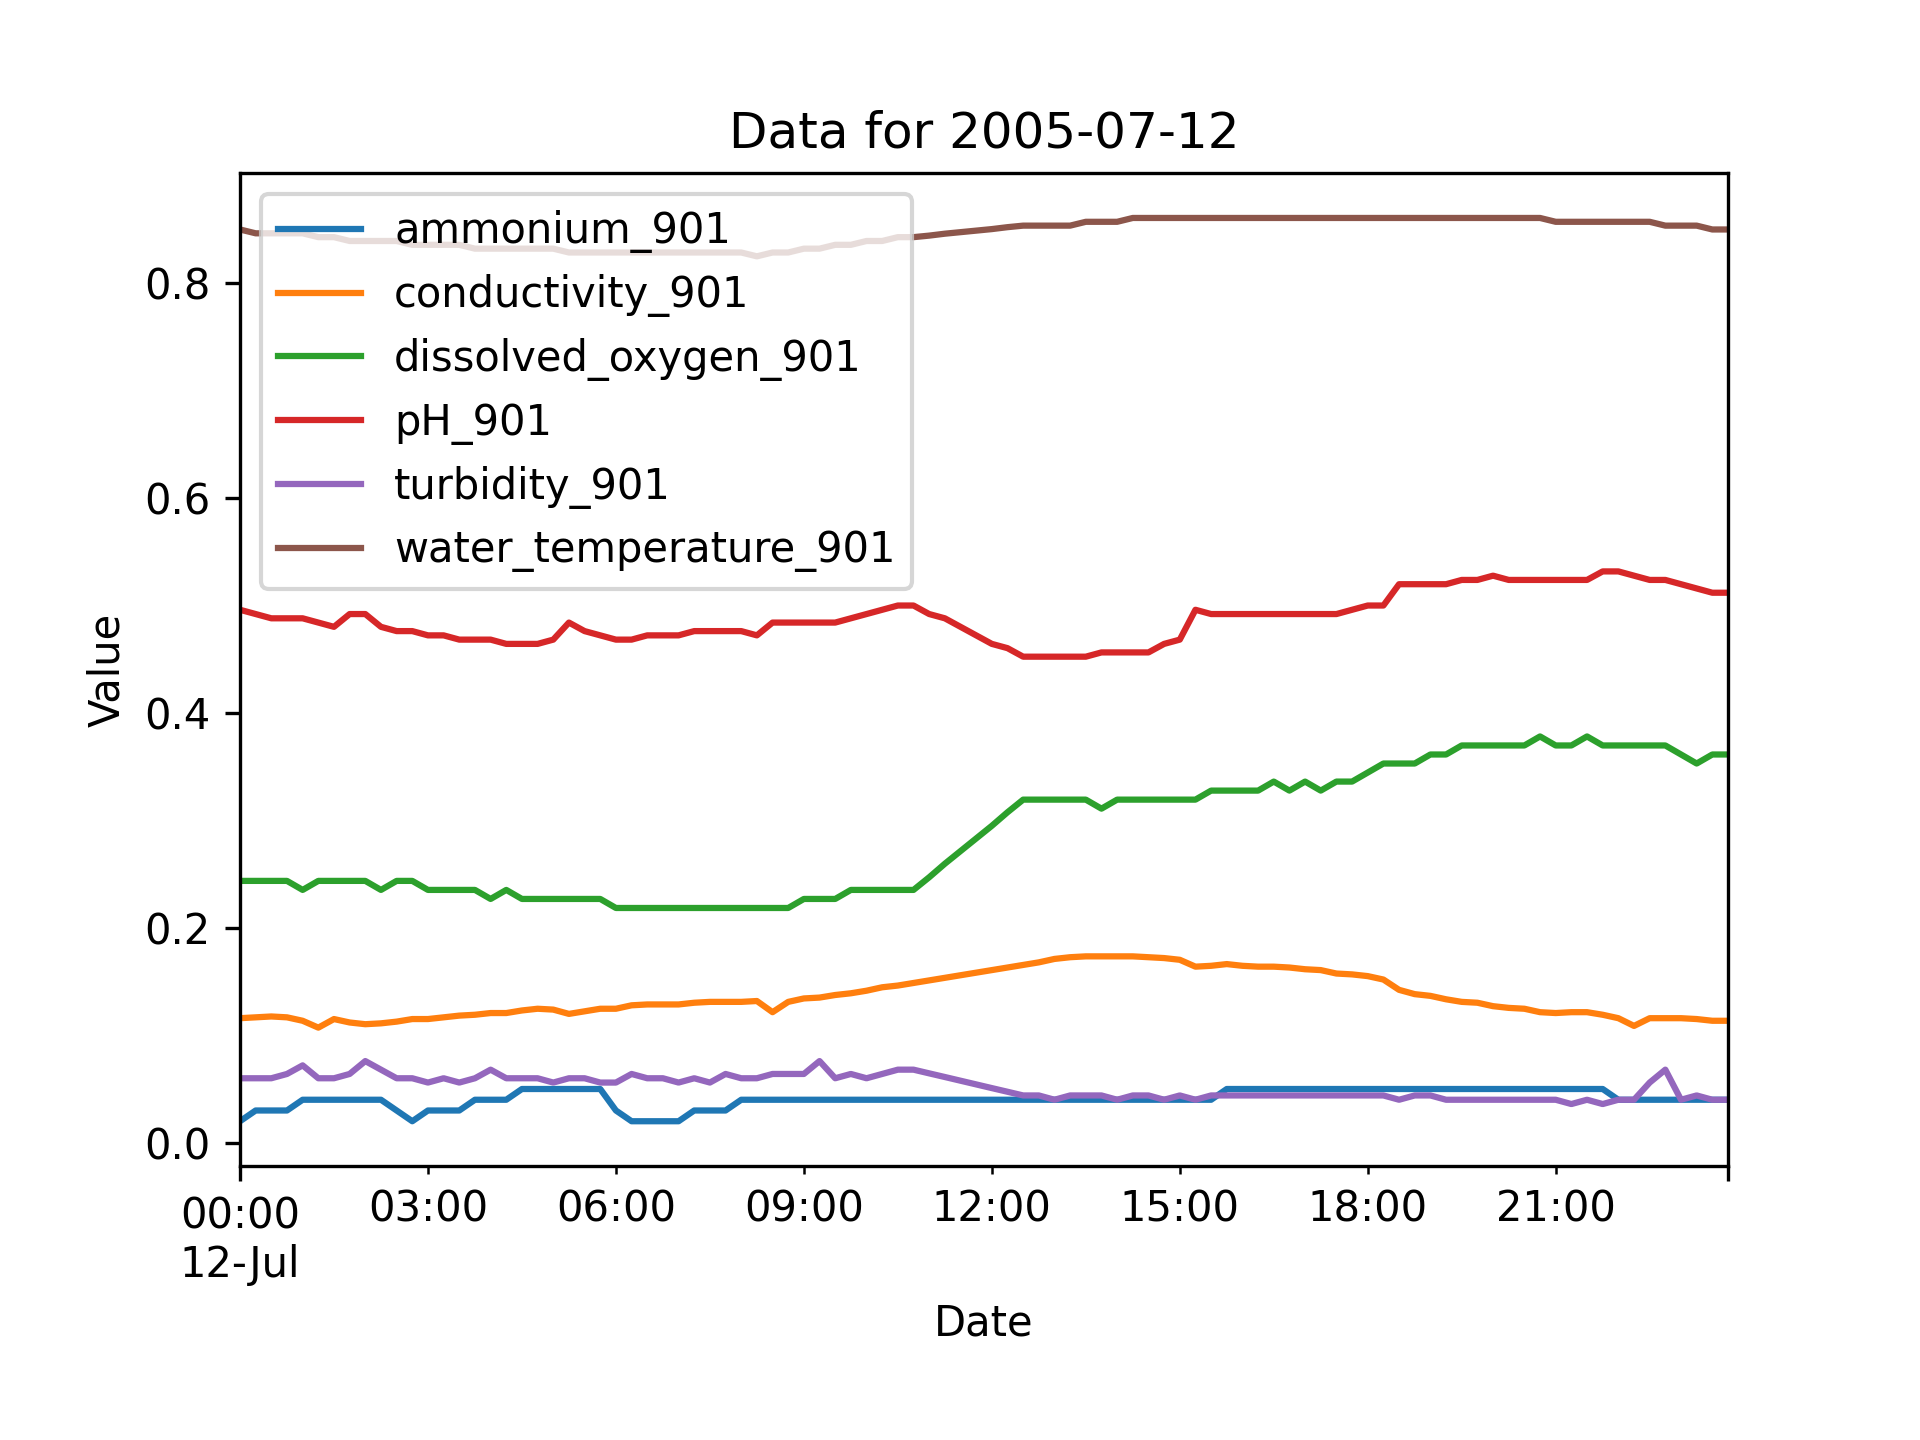 Data for 2005-07-12
ammonium_901
conductivity_901
dissolved_oxygen_901
pH_901
turbidity_901
water_temperature_901
Value
0.8
0.6
0.4
0.2
0.0
00:00 03:00 06:00 09:00 12:00 15:00 18:00 21:00
12-Jul
Date